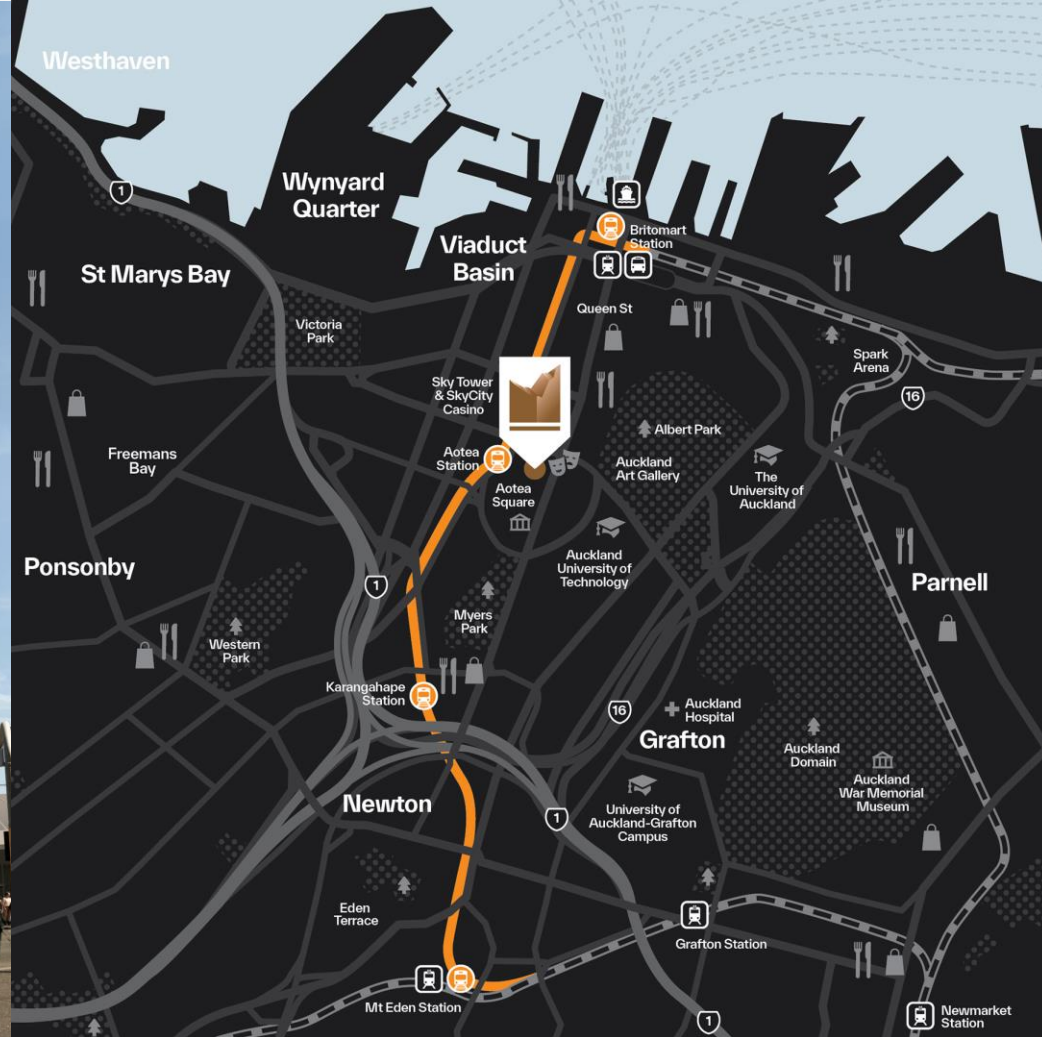 Westhaven
1
Wynyard
Quarter
Viaduct
Basin
Britomart
Station
St Marys Bay
Victoria
Park
Queen St
Spark
Arena
16
Sky Tower
& SkyCity
Casino
Albert Park
Freemans
Bay
Aotea
Station
Auckland
Art Gallery
The
University of
Auckland
Aotea
Square
Ponsonby
1
Auckland
University of
Technology
Parnell
Myers
Park
Western
Park
Karangahape
Station
16
Auckland
Hospital
Grafton
Auckland
Domain
Auckland
War Memorial
Museum
Newton
1
University of
Auckland-Grafton
Campus
Eden
Terrace
Grafton Station
Mt Eden Station
1
Newmarket
Station